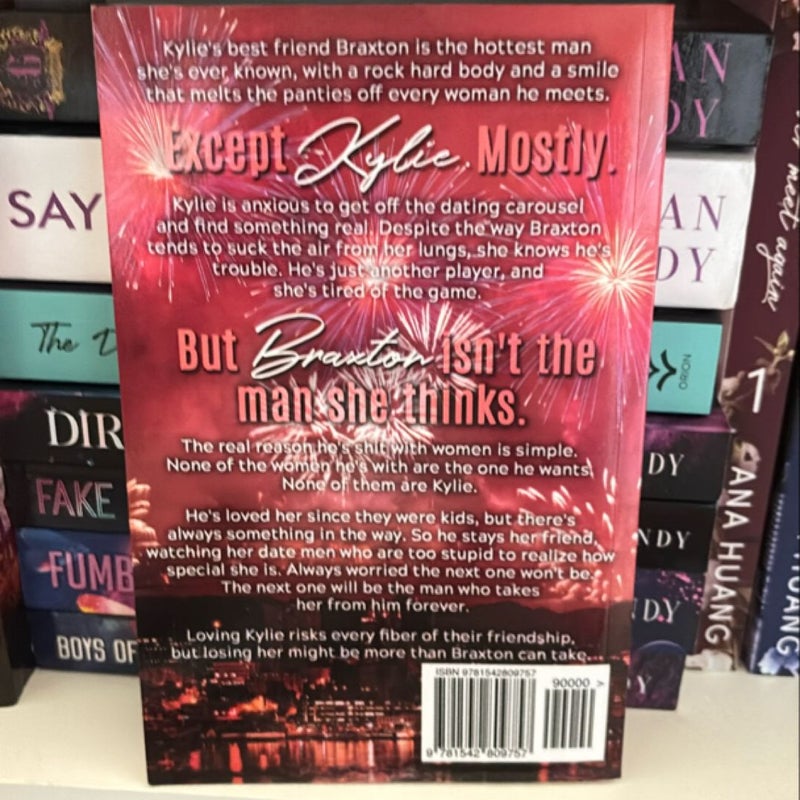 Kylie's best friend Braxton is the hottest man
she's ever known, with a rock hard body and a smile
that melts the panties off every woman he meets.
Except Kylie. Mostly.
Kylie is anxious to get off the dating carousel
and find something real. Despite the way Braxton
tends to suck the air from her lungs, she knows he's
trouble. He's just another player, and
she's tired of the game.
But Braxton isn't the
man she thinks.
The real reason he's shit with women is simple.
None of the women he's with are the one he wants.
None of them are Kylie.
He's loved her since they were kids, but there's
always something in the way. So he stays her friend,
watching her date men who are too stupid to realize how
special she is. Always worried the next one won't be.
The next one will be the man who takes
her from him forever.
Loving Kylie risks every fiber of their friendship,
but losing her might be more than Braxton can take...
ISBN 9781542809757
90000 >
9 781542 809757
SAY
The D
DIR
FAKE
FUMB
BOYS OF
AN
DY
AN
DY
DY
NDY
DY
Y
meet again
1
ANA HUANG
HUANG